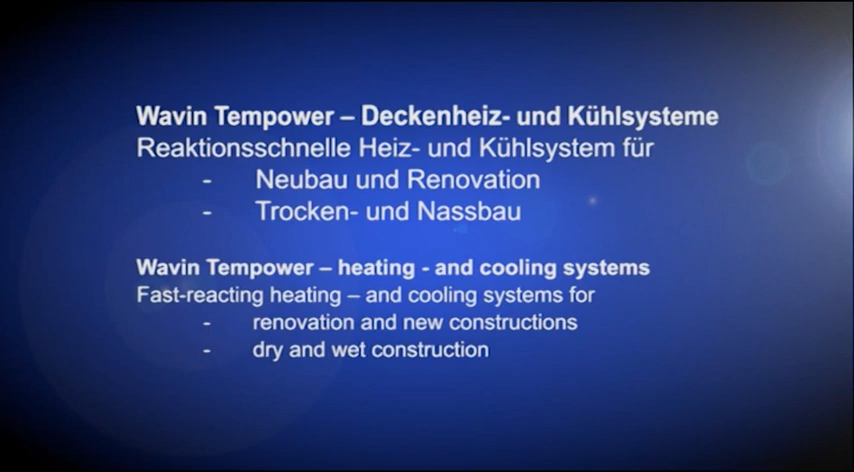 Wavin Tempower – Deckenheiz- und Kühlsysteme
Reaktionsschnelle Heiz- und Kühlsystem für
- Neubau und Renovation
- Trocken- und Nassbau
Wavin Tempower – heating - and cooling systems
Fast-reacting heating – and cooling systems for
- renovation and new constructions
- dry and wet construction